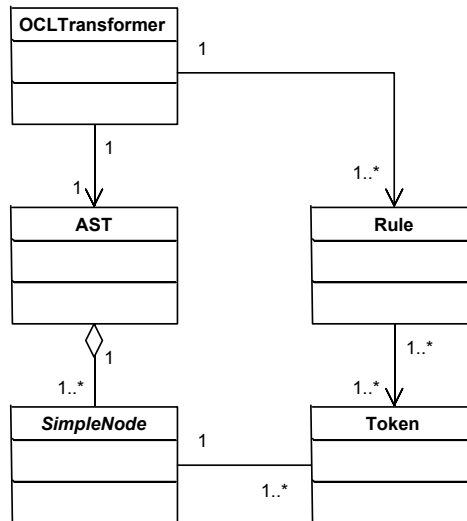 OCLTransformer
1
1
1
1..*
AST
Rule
1
1..*
1..*
1..*
SimpleNode
Token
1
1..*